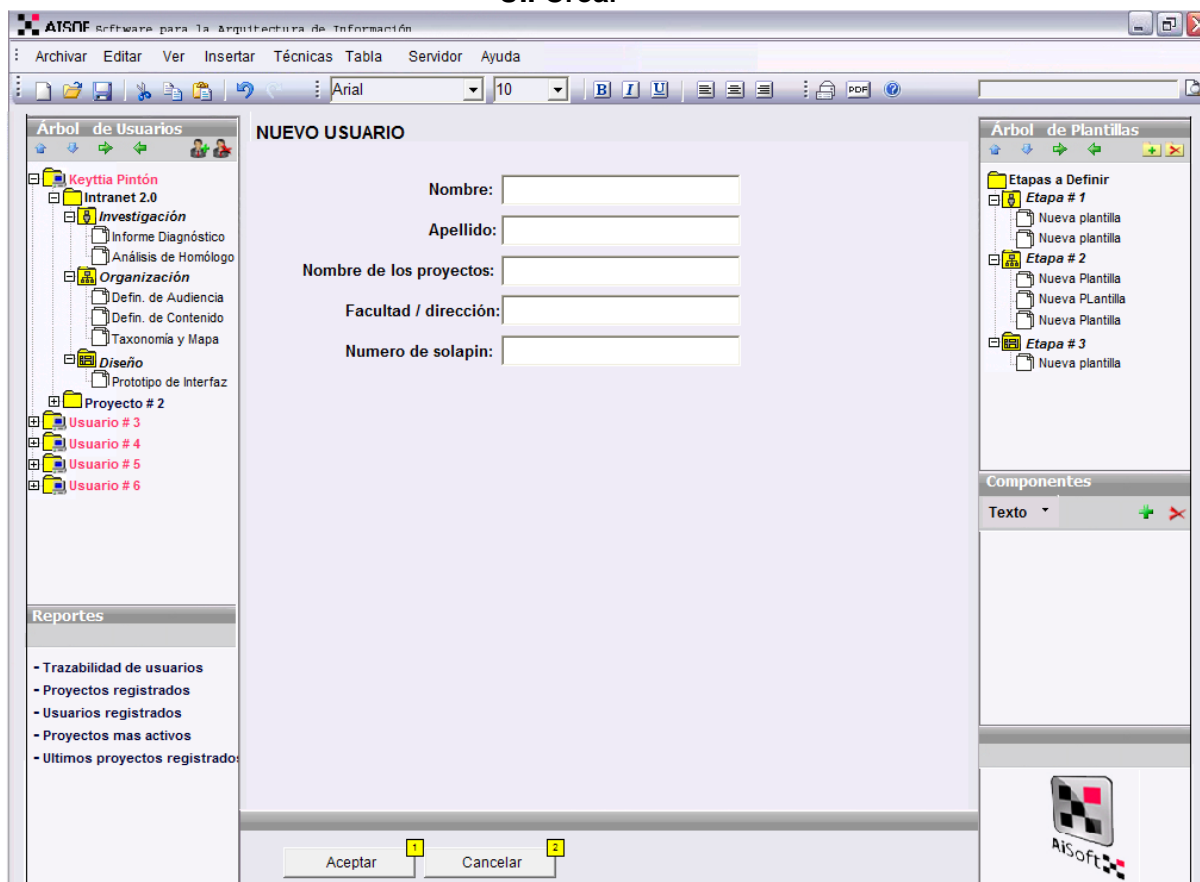 AISOF Software para la Arquitectura de Información
Archivar Editar Ver Insertar Técnicas Tabla Servidor Ayuda
Arial 10 B I U PDF ?
Árbol de Usuarios
Keyttia Pintón
Intranet 2.0
Investigación
Informe Diagnóstico
Análisis de Homólogo
Organización
Defin. de Audiencia
Defin. de Contenido
Taxonomía y Mapa
Diseño
Prototipo de Interfaz
Proyecto # 2
Usuario # 3
Usuario # 4
Usuario # 5
Usuario # 6
Reportes
- Trazabilidad de usuarios
- Proyectos registrados
- Usuarios registrados
- Proyectos mas activos
- Ultimos proyectos registrados
NUEVO USUARIO
Nombre:
Apellido:
Nombre de los proyectos:
Facultad / dirección:
Numero de solapin:
Aceptar 1 Cancelar 2
Árbol de Plantillas
Etapas a Definir
Etapa # 1
Nueva plantilla
Nueva plantilla
Etapa # 2
Nueva Plantilla
Nueva PLantilla
Nueva Plantilla
Etapa # 3
Nueva plantilla
Componentes
Texto
AiSoft